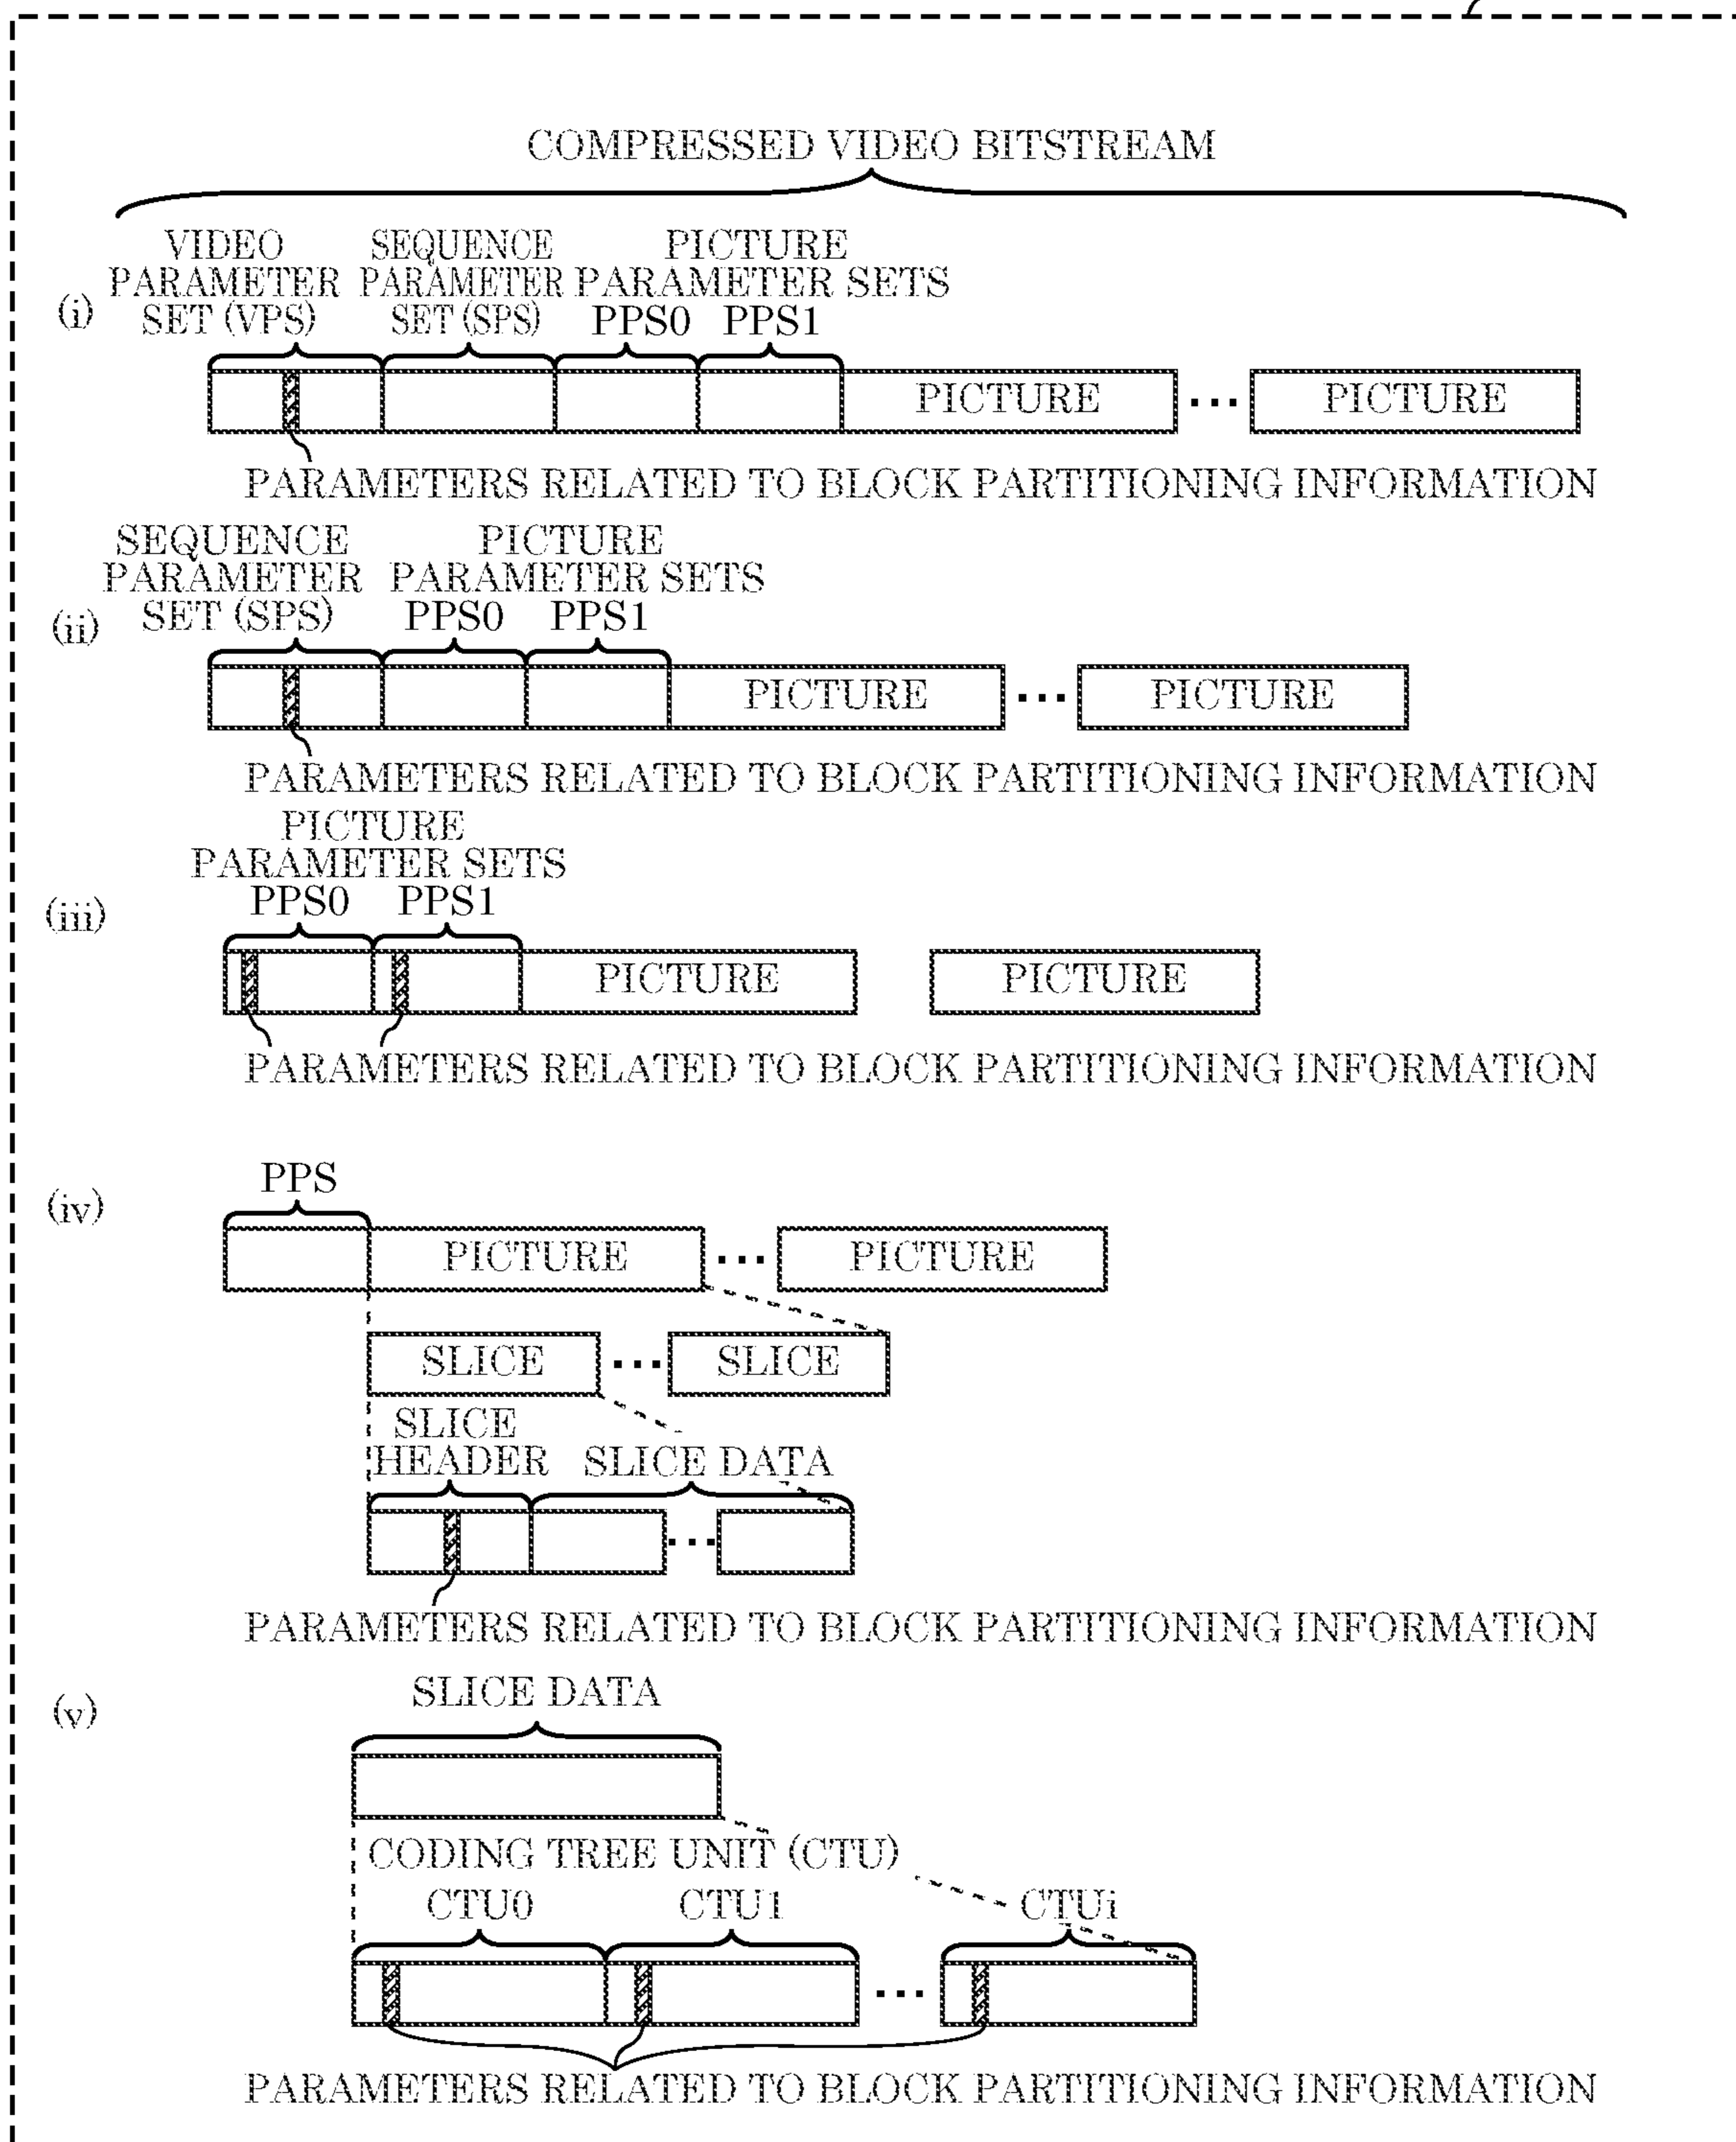 COMPRESSED VIDEO BITSTREAM
VIDEO SEQUENCE PICTURE
PARAMETER PARAMETER PARAMETER SETS
(i) SET (VPS) SET (SPS) PPS0 PPS1
PICTURE ... PICTURE
PARAMETERS RELATED TO BLOCK PARTITIONING INFORMATION
SEQUENCE PICTURE
PARAMETER PARAMETER SETS
(ii) SET (SPS) PPS0 PPS1
PICTURE ... PICTURE
PARAMETERS RELATED TO BLOCK PARTITIONING INFORMATION
PICTURE
PARAMETER SETS
(iii) PPS0 PPS1
PICTURE PICTURE
PARAMETERS RELATED TO BLOCK PARTITIONING INFORMATION
(iv) PPS
PICTURE ... PICTURE
SLICE ... SLICE
SLICE
HEADER SLICE DATA
...
PARAMETERS RELATED TO BLOCK PARTITIONING INFORMATION
(v) SLICE DATA
CODING TREE UNIT (CTU)
CTU0 CTU1 CTUi
...
PARAMETERS RELATED TO BLOCK PARTITIONING INFORMATION